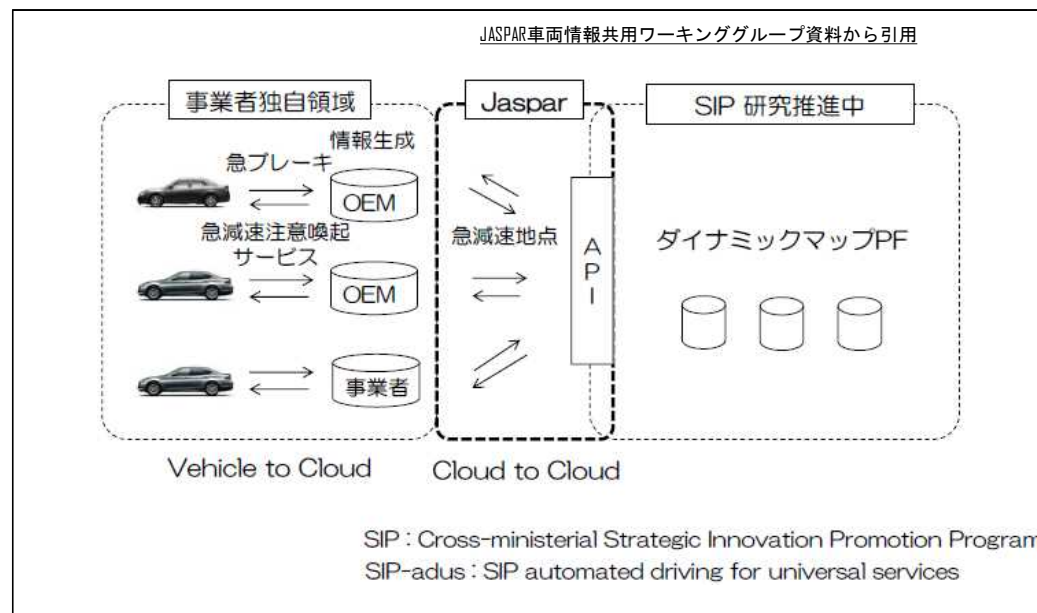 JASPAR車両情報共用ワーキンググループ資料から引用
事業者独自領域
Jaspar
SIP 研究推進中
情報生成
急ブレーキ
OEM
急減速注意喚起
サービス
OEM
急減速地点
API
ダイナミックマップPF
事業者
Vehicle to Cloud
Cloud to Cloud
SIP : Cross-ministerial Strategic Innovation Promotion Program
SIP-adus : SIP automated driving for universal services